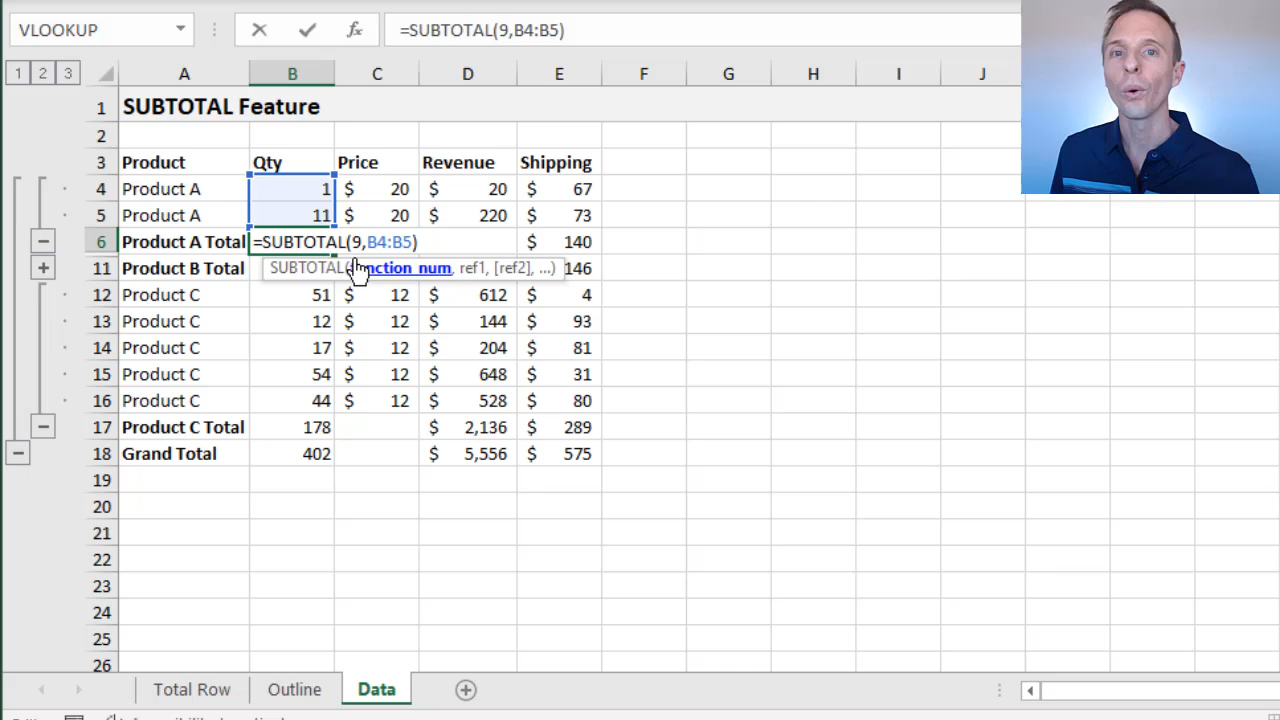 VLOOKUP fx =SUBTOTAL(9,B4:B5)
1 2 3 A B C D E F G H I J
1 SUBTOTAL Feature
2
3 Product Qty Price Revenue Shipping
4 Product A 1 $ 20 $ 20 $ 67
5 Product A 11 $ 20 $ 220 $ 73
6 Product A Total =SUBTOTAL(9,B4:B5) $ 140
11 Product B Total SUBTOTAL( function_num, ref1, [ref2], ...) 146
12 Product C 51 $ 12 $ 612 $ 4
13 Product C 12 $ 12 $ 144 $ 93
14 Product C 17 $ 12 $ 204 $ 81
15 Product C 54 $ 12 $ 648 $ 31
16 Product C 44 $ 12 $ 528 $ 80
17 Product C Total 178 $ 2,136 $ 289
18 Grand Total 402 $ 5,556 $ 575
19
20
21
22
23
24
25
26
Total Row Outline Data